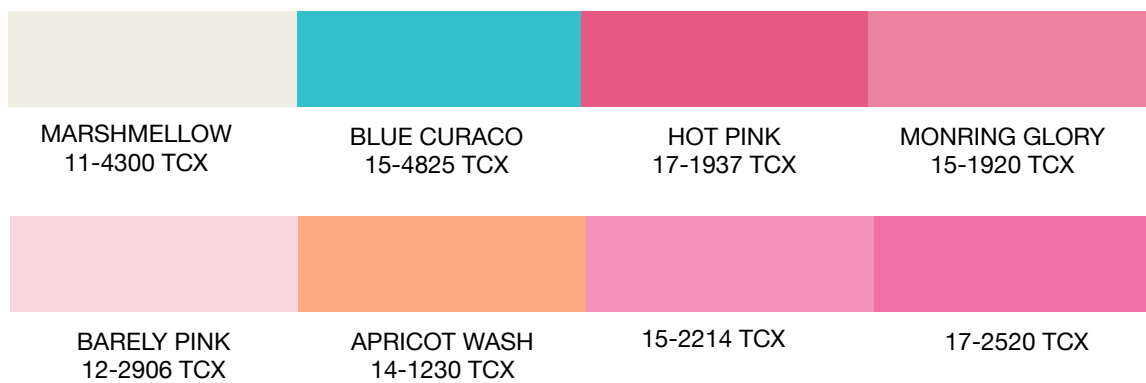 MARSHMELLOW
11-4300 TCX
BLUE CURACO
15-4825 TCX
HOT PINK
17-1937 TCX
MONRING GLORY
15-1920 TCX
BARELY PINK
12-2906 TCX
APRICOT WASH
14-1230 TCX
15-2214 TCX
17-2520 TCX